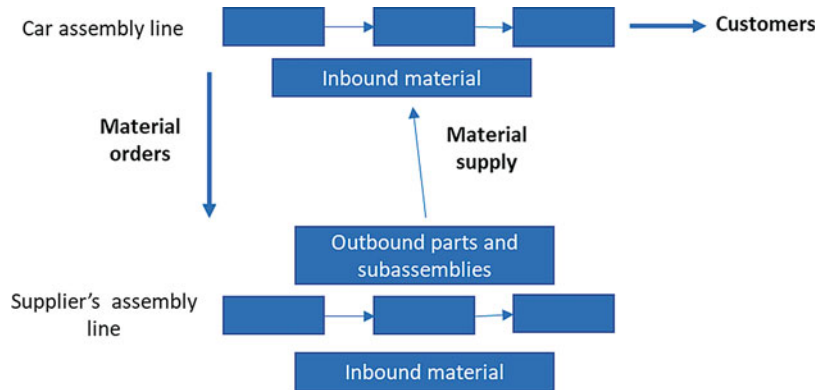 Car assembly line
Customers
Inbound material
Material
orders
Material
supply
Outbound parts and
subassemblies
Supplier's assembly
line
Inbound material